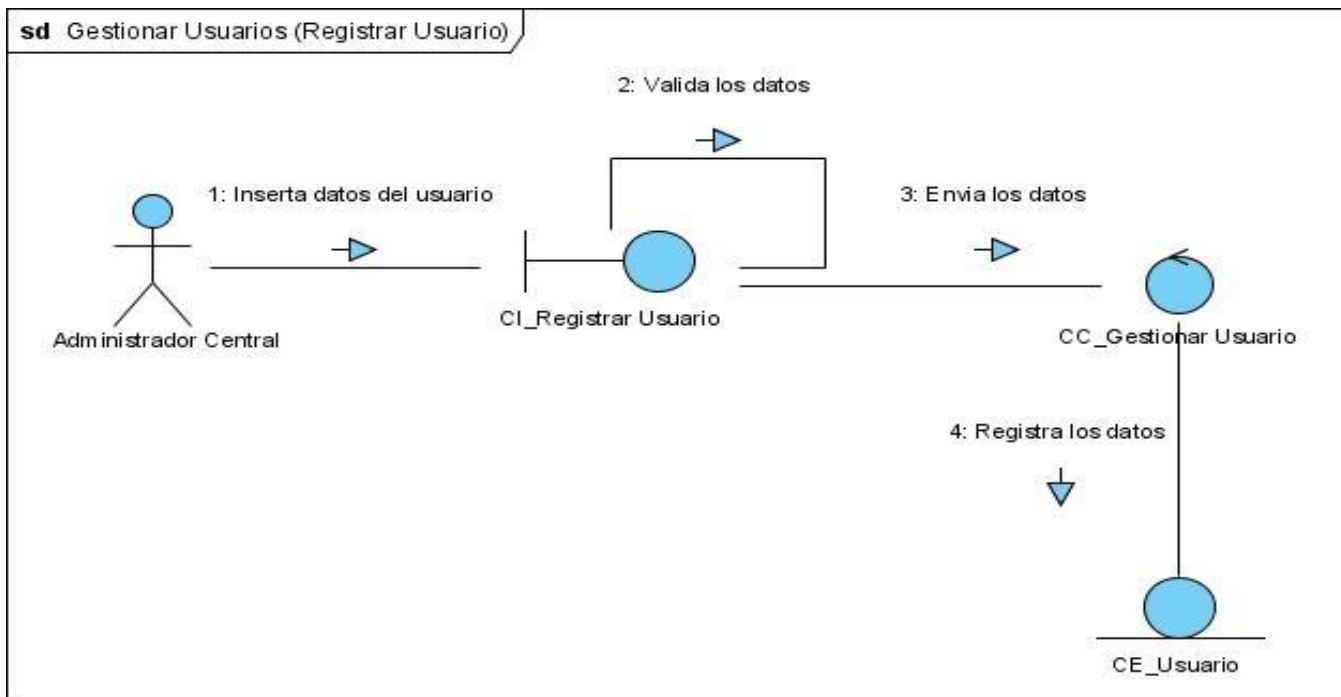 sd Gestionar Usuarios (Registrar Usuario)
2: Valida los datos
1: Inserta datos del usuario
3: Envia los datos
CI_Registrar Usuario
Administrador Central
CC_Gestionar Usuario
4: Registra los datos
CE_Usuario